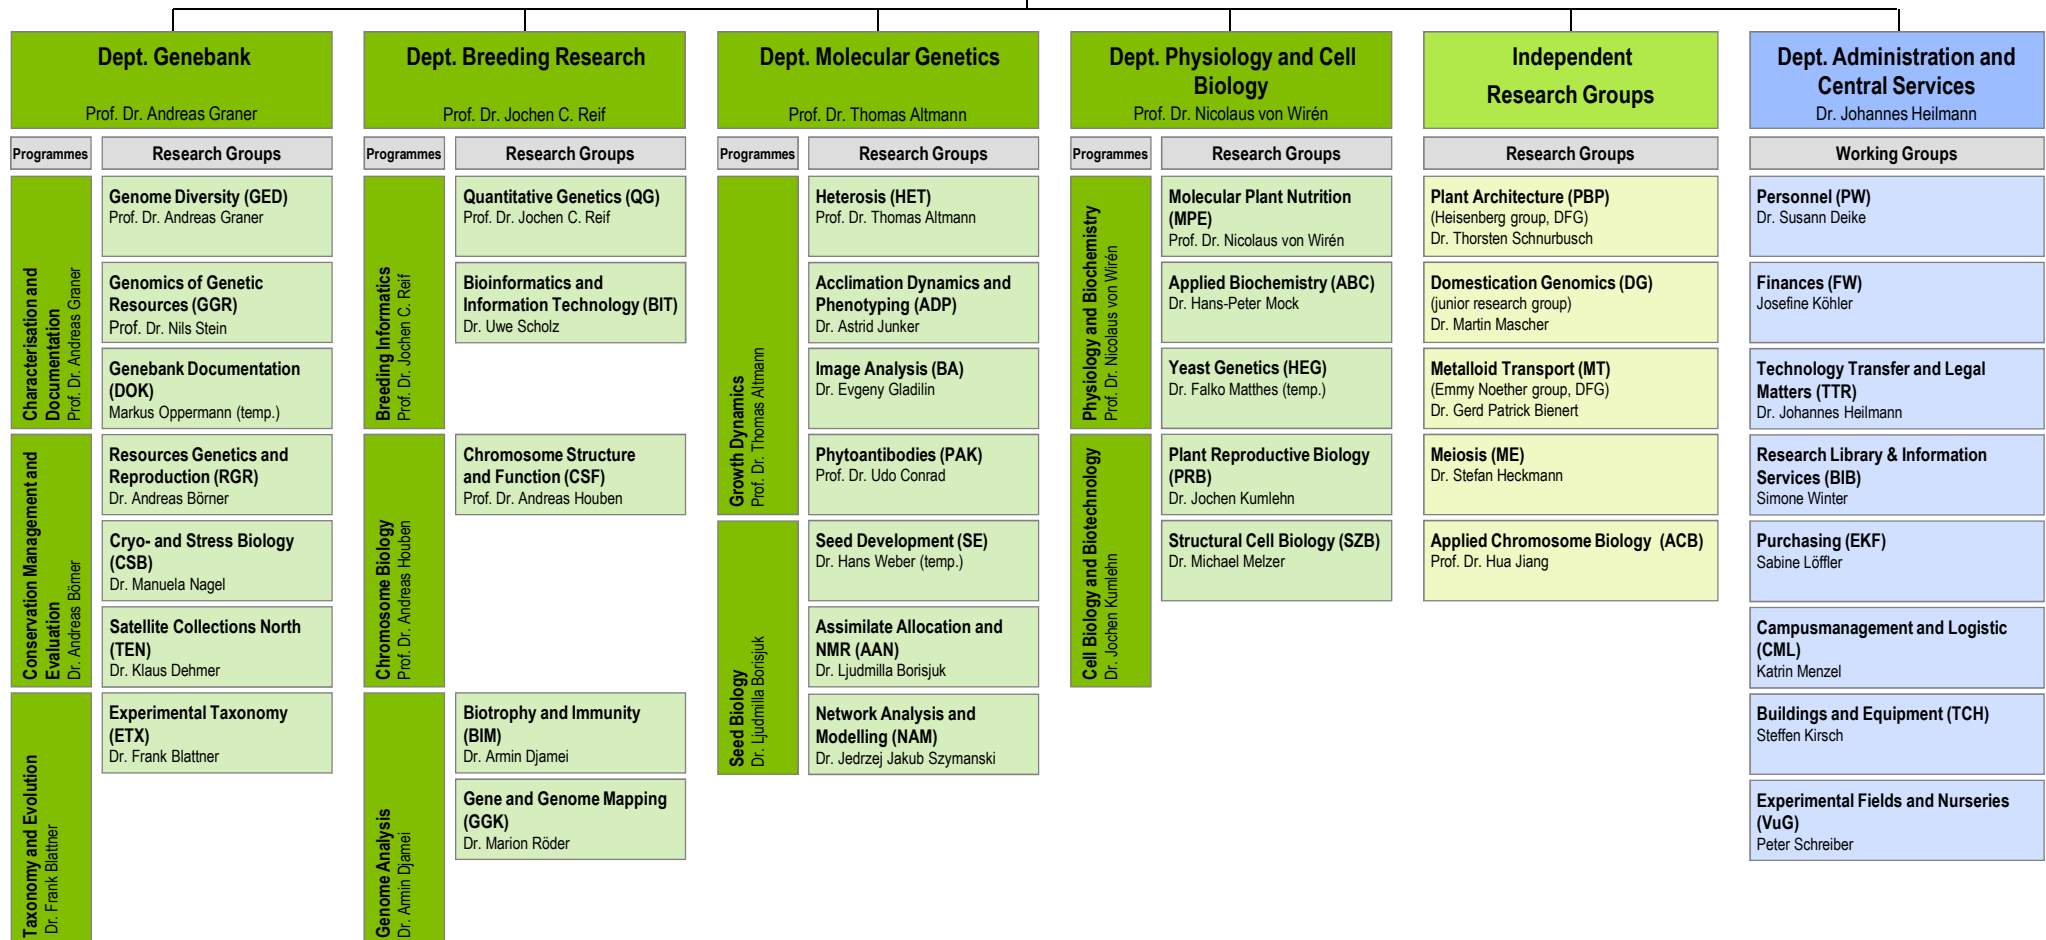 Dept. Genebank
Prof. Dr. Andreas Graner
Programmes
Research Groups
Characterisation and
Documentation
Prof. Dr. Andreas Graner
Genome Diversity (GED)
Prof. Dr. Andreas Graner
Genomics of Genetic
Resources (GGR)
Prof. Dr. Nils Stein
Genebank Documentation
(DOK)
Markus Oppermann (temp.)
Conservation Management and
Evaluation
Dr. Andreas Börner
Resources Genetics and
Reproduction (RGR)
Dr. Andreas Börner
Cryo- and Stress Biology
(CSB)
Dr. Manuela Nagel
Satellite Collections North
(TEN)
Dr. Klaus Dehmer
Taxonomy and Evolution
Dr. Frank Blattner
Experimental Taxonomy
(ETX)
Dr. Frank Blattner
Dept. Breeding Research
Prof. Dr. Jochen C. Reif
Programmes
Research Groups
Breeding Informatics
Prof. Dr. Jochen C. Reif
Quantitative Genetics (QG)
Prof. Dr. Jochen C. Reif
Bioinformatics and
Information Technology (BIT)
Dr. Uwe Scholz
Chromosome Biology
Prof. Dr. Andreas Houben
Chromosome Structure
and Function (CSF)
Prof. Dr. Andreas Houben
Genome Analysis
Dr. Armin Djamei
Biotrophy and Immunity
(BIM)
Dr. Armin Djamei
Gene and Genome Mapping
(GGK)
Dr. Marion Röder
Dept. Molecular Genetics
Prof. Dr. Thomas Altmann
Programmes
Research Groups
Growth Dynamics
Prof. Dr. Thomas Altmann
Heterosis (HET)
Prof. Dr. Thomas Altmann
Acclimation Dynamics and
Phenotyping (ADP)
Dr. Astrid Junker
Image Analysis (BA)
Dr. Evgeny Gladilin
Phytoantibodies (PAK)
Prof. Dr. Udo Conrad
Seed Biology
Dr. Ljudmilla Borisjuk
Seed Development (SE)
Dr. Hans Weber (temp.)
Assimilate Allocation and
NMR (AAN)
Dr. Ljudmilla Borisjuk
Network Analysis and
Modelling (NAM)
Dr. Jedrzej Jakub Szymanski
Dept. Physiology and Cell
Biology
Prof. Dr. Nicolaus von Wirén
Programmes
Research Groups
Physiology and Biochemistry
Prof. Dr. Nicolaus von Wirén
Molecular Plant Nutrition
(MPE)
Prof. Dr. Nicolaus von Wirén
Applied Biochemistry (ABC)
Dr. Hans-Peter Mock
Yeast Genetics (HEG)
Dr. Falko Matthes (temp.)
Cell Biology and Biotechnology
Dr. Jochen Kumlehn
Plant Reproductive Biology
(PRB)
Dr. Jochen Kumlehn
Structural Cell Biology (SZB)
Dr. Michael Melzer
Independent
Research Groups
Research Groups
Plant Architecture (PBP)
(Heisenberg group, DFG)
Dr. Thorsten Schnurbusch
Domestication Genomics (DG)
(junior research group)
Dr. Martin Mascher
Metalloid Transport (MT)
(Emmy Noether group, DFG)
Dr. Gerd Patrick Bienert
Meiosis (ME)
Dr. Stefan Heckmann
Applied Chromosome Biology (ACB)
Prof. Dr. Hua Jiang
Dept. Administration and
Central Services
Dr. Johannes Heilmann
Working Groups
Personnel (PW)
Dr. Susann Deike
Finances (FW)
Josefine Köhler
Technology Transfer and Legal
Matters (TTR)
Dr. Johannes Heilmann
Research Library & Information
Services (BIB)
Simone Winter
Purchasing (EKF)
Sabine Löffler
Campusmanagement and Logistic
(CML)
Katrin Menzel
Buildings and Equipment (TCH)
Steffen Kirsch
Experimental Fields and Nurseries
(VuG)
Peter Schreiber